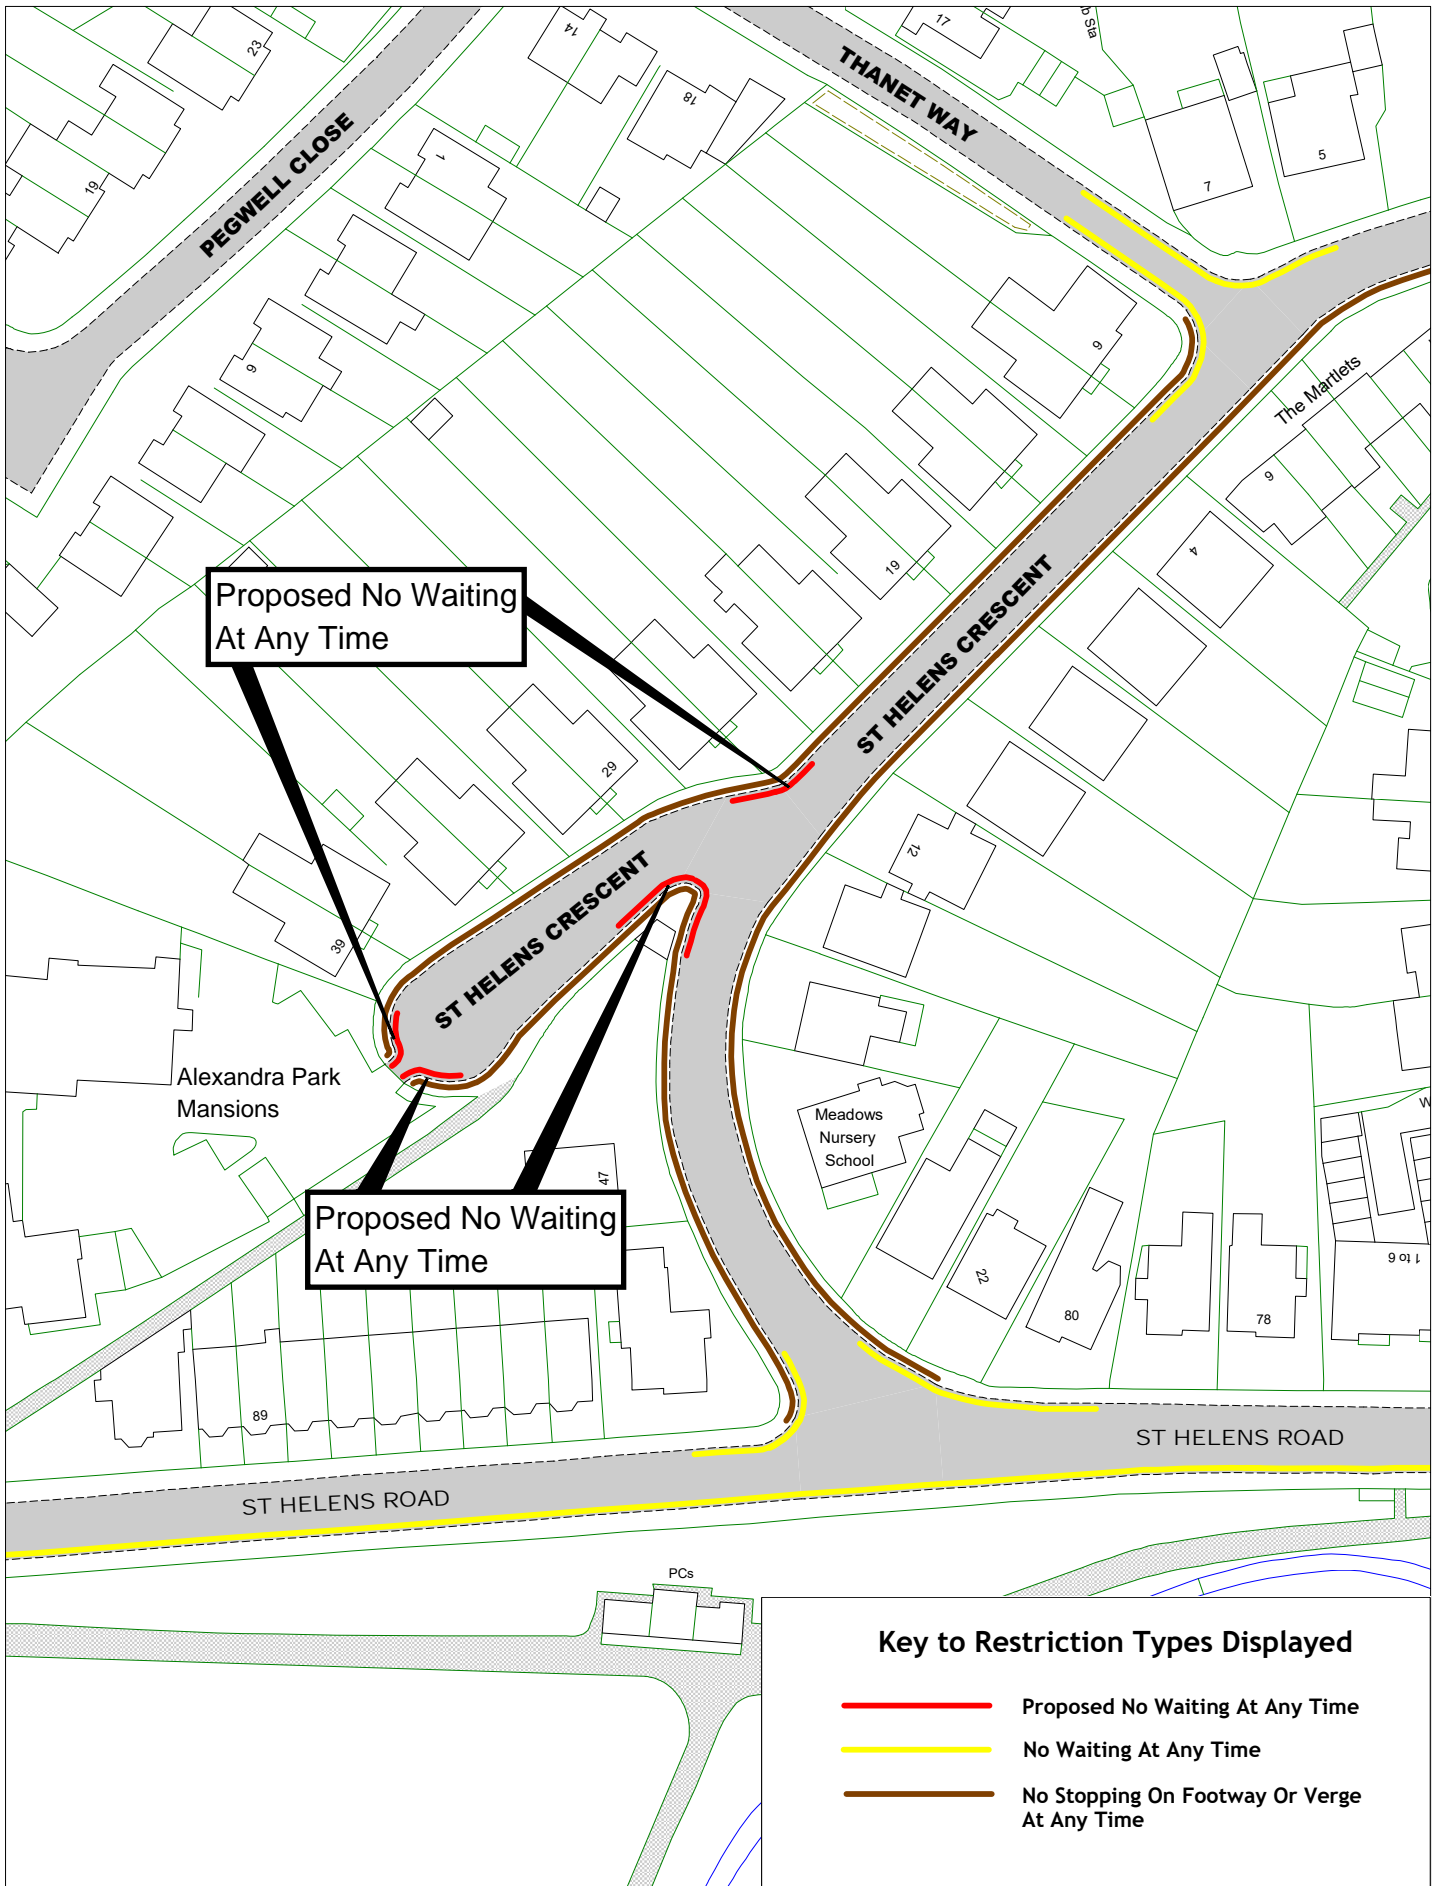 17
b Sta
14
23
18
THANET WAY
PEGWELL CLOSE
1
5
7
19
9
9
The Martlets
9
4
19
ST HELENS CRESCENT
Proposed No Waiting
At Any Time
29
12
ST HELENS CRESCENT
39
Alexandra Park
Mansions
Meadows
Nursery
School
W
47
Proposed No Waiting
At Any Time
1 to 6
22
80
78
89
ST HELENS ROAD
ST HELENS ROAD
PCs
Key to Restriction Types Displayed
Proposed No Waiting At Any Time
No Waiting At Any Time
No Stopping On Footway Or Verge
At Any Time